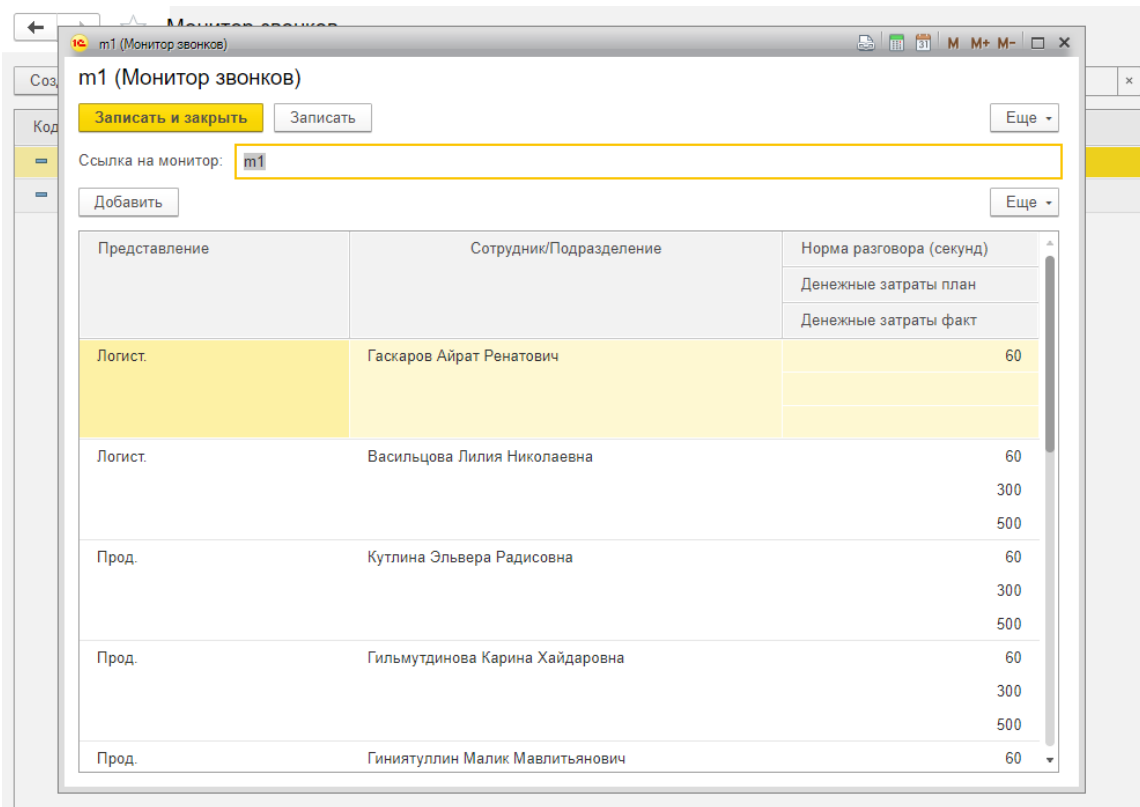 Монитор звонков
m1 (Монитор звонков)
31 M M+ M-
m1 (Монитор звонков)
Записать и закрыть Записать Еще
Ссылка на монитор: m1
Добавить Еще
Код
Представление Сотрудник/Подразделение Норма разговора (секунд)
Денежные затраты план
Денежные затраты факт
Логист. Гаскаров Айрат Ренатович 60
Логист. Васильцова Лилия Николаевна 60
300
500
Прод. Кутлина Эльвера Радисовна 60
300
500
Прод. Гильмутдинова Карина Хайдаровна 60
300
500
Прод. Гиниятуллин Малик Мавлитьянович 60